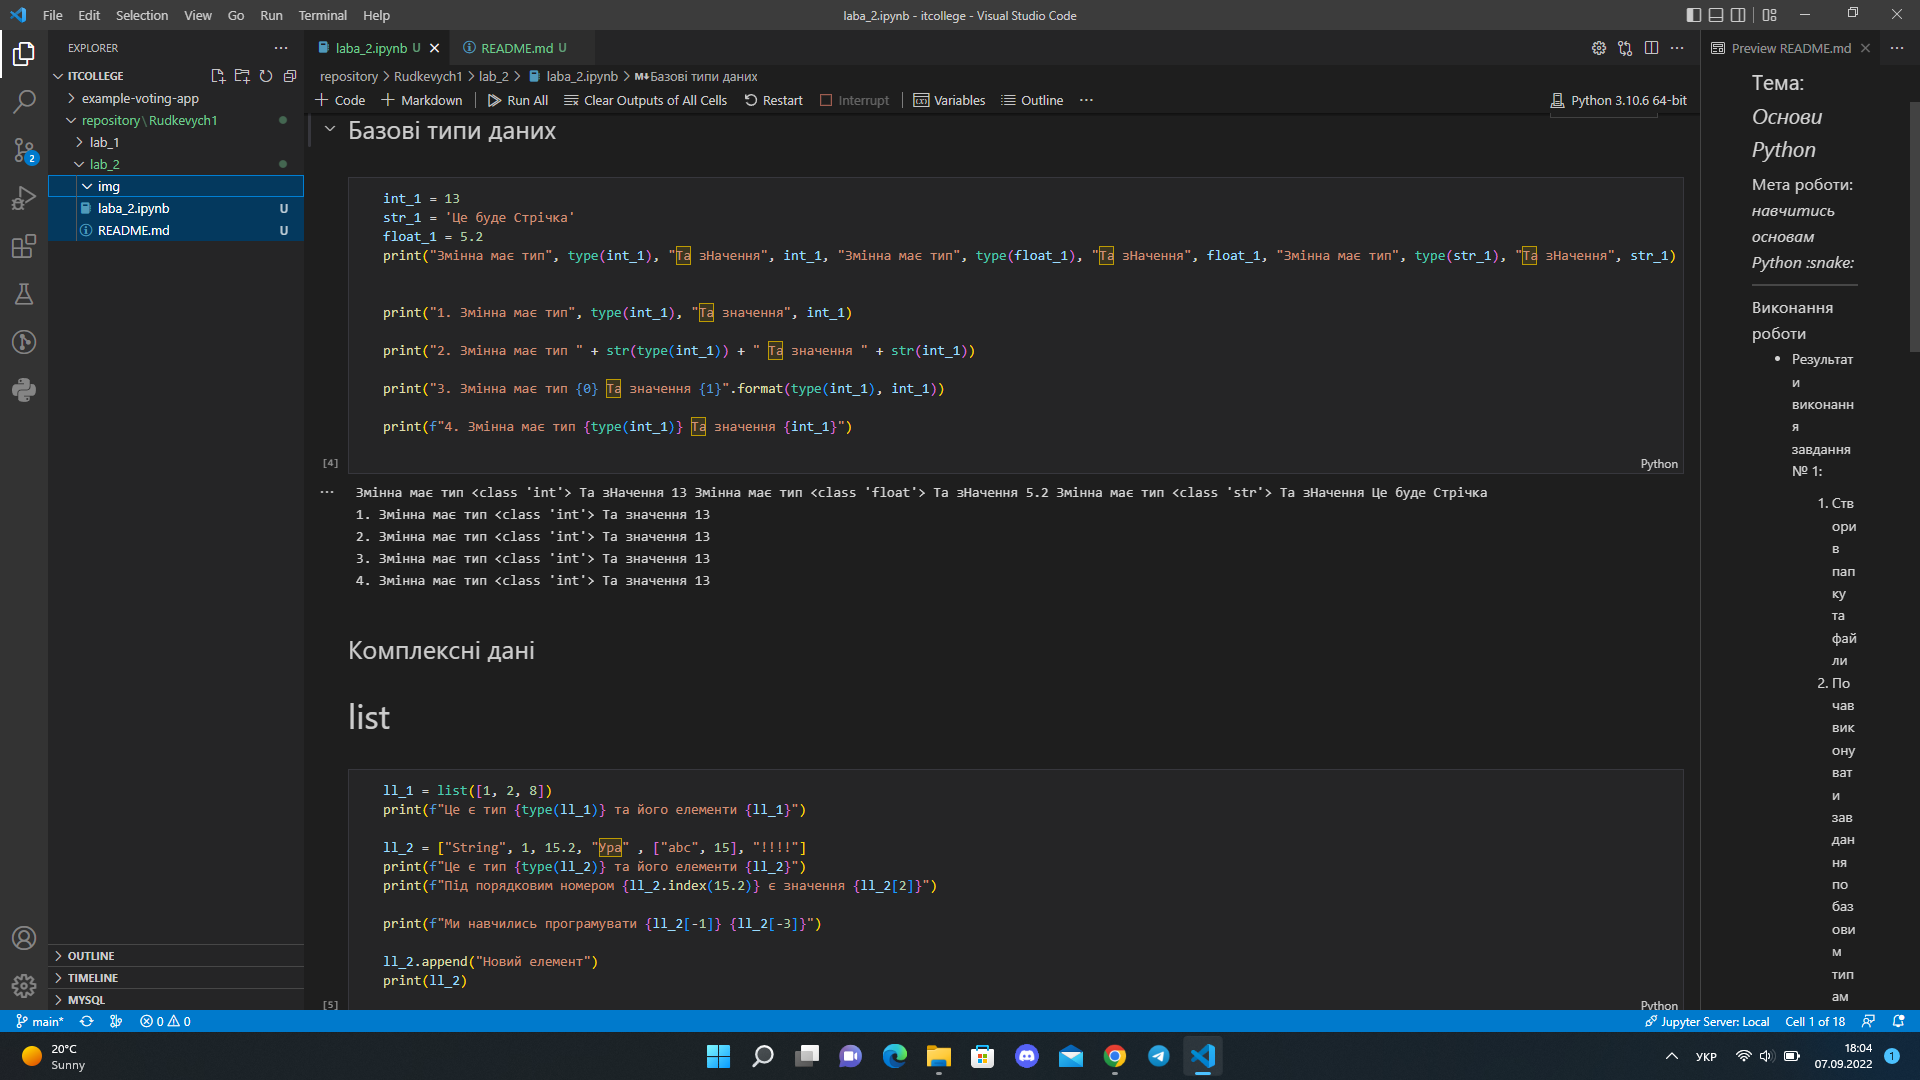 File Edit Selection View Go Run Terminal Help
laba_2.ipynb - itcollege - Visual Studio Code
EXPLORER
ITCOLLEGE
example-voting-app
repository\Rudkevych1
lab_1
lab_2
img
laba_2.ipynb U
README.md U
OUTLINE
TIMELINE
MYSQL
laba_2.ipynb U
README.md U
repository > Rudkevych1 > lab_2 > laba_2.ipynb > M↓Базові типи даних
Code Markdown Run All Clear Outputs of All Cells Restart Interrupt Variables Outline ...
Python 3.10.6 64-bit
Базові типи даних
int_1 = 13
str_1 = 'Це буде Стрічка'
float_1 = 5.2
print("Змінна має тип", type(int_1), "Та зНачення", int_1, "Змінна має тип", type(float_1), "Та зНачення", float_1, "Змінна має тип", type(str_1), "Та зНачення", str_1)
print("1. Змінна має тип", type(int_1), "Та значення", int_1)
print("2. Змінна має тип " + str(type(int_1)) + " Та значення " + str(int_1))
print("3. Змінна має тип {0} Та значення {1}".format(type(int_1), int_1))
print(f"4. Змінна має тип {type(int_1)} Та значення {int_1}")
[4]
Python
Змінна має тип <class 'int'> Та зНачення 13 Змінна має тип <class 'float'> Та зНачення 5.2 Змінна має тип <class 'str'> Та зНачення Це буде Стрічка
1. Змінна має тип <class 'int'> Та значення 13
2. Змінна має тип <class 'int'> Та значення 13
3. Змінна має тип <class 'int'> Та значення 13
4. Змінна має тип <class 'int'> Та значення 13
Комплексні дані
list
ll_1 = list([1, 2, 8])
print(f"Це є тип {type(ll_1)} та його елементи {ll_1}")
ll_2 = ["String", 1, 15.2, "Ура" , ["abc", 15], "!!!!"]
print(f"Це є тип {type(ll_2)} та його елементи {ll_2}")
print(f"Під порядковим номером {ll_2.index(15.2)} є значення {ll_2[2]}")
print(f"Ми навчились програмувати {ll_2[-1]} {ll_2[-3]}")
ll_2.append("Новий елемент")
print(ll_2)
[5]
Python
Preview README.md
Тема:
Основи
Python
Мета роботи:
навчитись
основам
Python :snake:
Виконання
роботи
• Результат
и
виконанн
я
завдання
№ 1:
1. Ств
ори
в
пап
ку
та
фай
ли
2. По
чав
вик
ону
ват
и
зав
дан
ня
по
баз
ови
м
тип
ам
main* 0 0
Jupyter Server: Local Cell 1 of 18
20°C
Sunny
УКР
18:04
07.09.2022
1
2